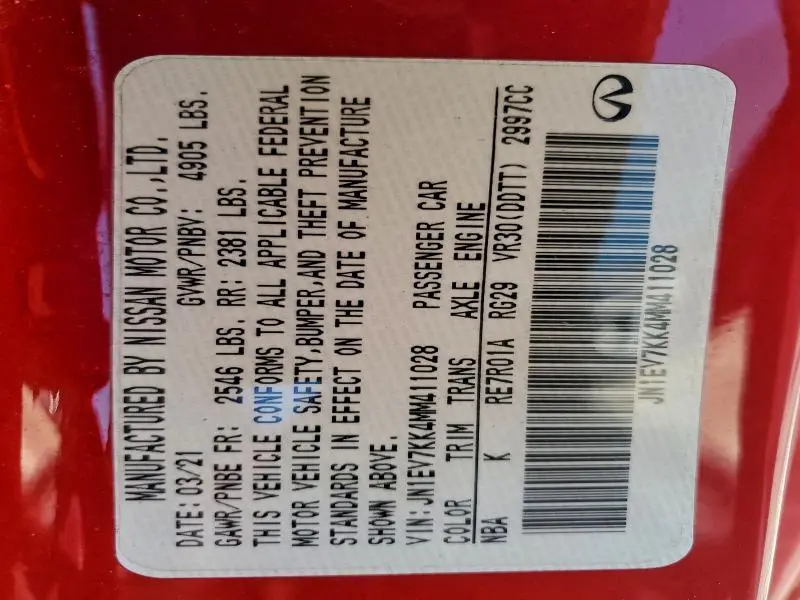 MANUFACTURED BY NISSAN MOTOR CO.,LTD.
DATE: 03/21 GVWR/PNBV: 4905 LBS.
GAWR/PNBE FR: 2546 LBS. RR: 2381 LBS.
THIS VEHICLE CONFORMS TO ALL APPLICABLE FEDERAL
MOTOR VEHICLE SAFETY,BUMPER,AND THEFT PREVENTION
STANDARDS IN EFFECT ON THE DATE OF MANUFACTURE
SHOWN ABOVE.
VIN:JN1EV7KK4MM411028 PASSENGER CAR
COLOR TRIM TRANS AXLE ENGINE
NBA K RE7R01A RG29 VR30(DDTT) 2997CC
JN1EV7KK4MM411028